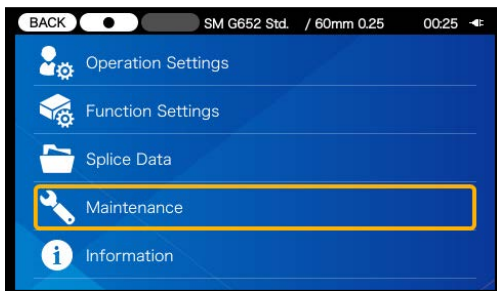 BACK SM G652 Std. / 60mm 0.25 00:25
Operation Settings
Function Settings
Splice Data
Maintenance
Information